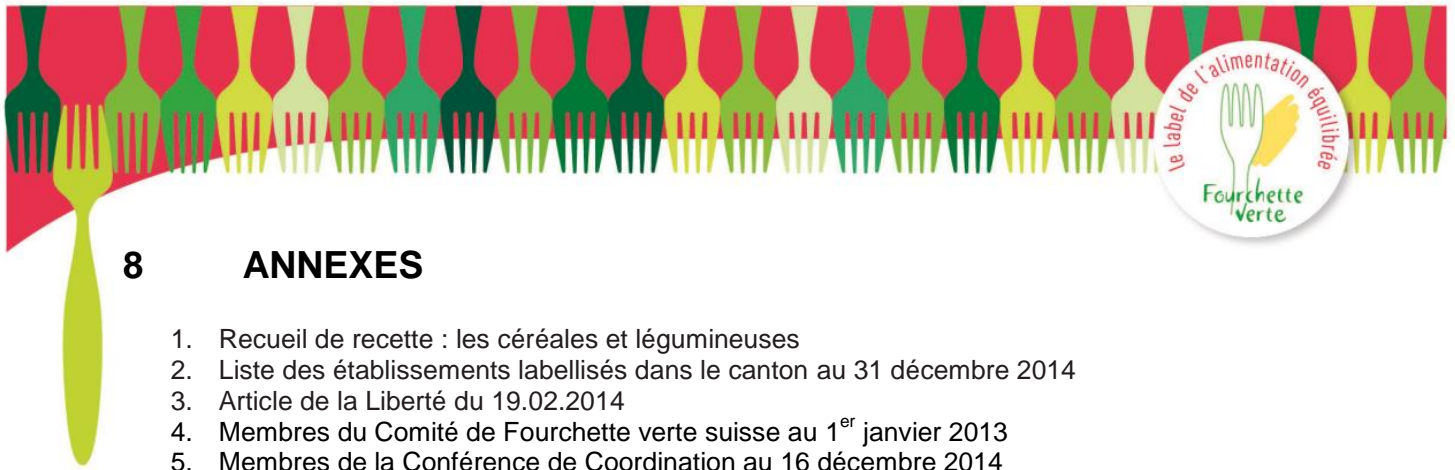 le label de l'alimentation équilibrée
Fourchette
verte
8 ANNEXES
1. Recueil de recette : les céréales et légumineuses
2. Liste des établissements labellisés dans le canton au 31 décembre 2014
3. Article de la Liberté du 19.02.2014
4. Membres du Comité de Fourchette verte suisse au 1er janvier 2013
5. Membres de la Conférence de Coordination au 16 décembre 2014